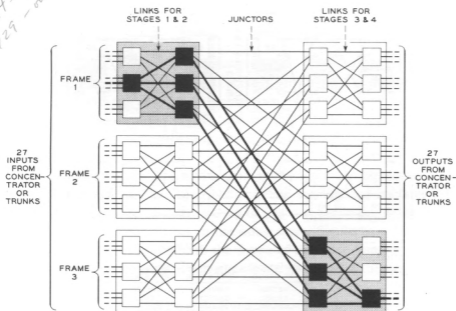 LINKS FOR
STAGES 1 & 2
JUNCTORS
LINKS FOR
STAGES 3 & 4
FRAME
1
27
INPUTS
FROM
CONCEN-
TRATOR
OR
TRUNKS
FRAME
2
27
OUTPUTS
FROM
CONCEN-
TRATOR
OR
TRUNKS
FRAME
3